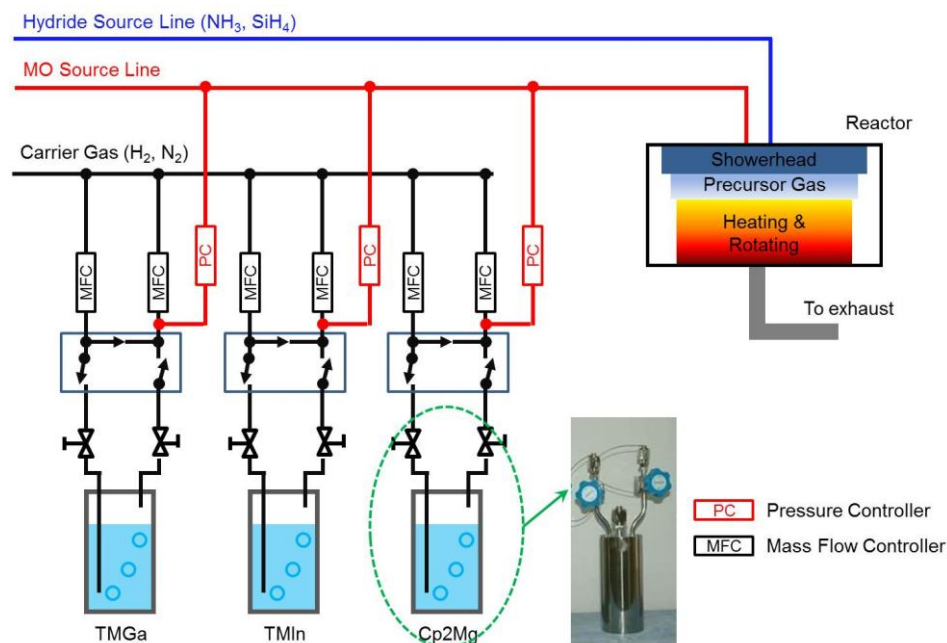 Hydride Source Line (NH₃, SiH₄)
MO Source Line
Carrier Gas (H₂, N₂)
Reactor
Showerhead
Precursor Gas
Heating &
Rotating
To exhaust
MFC
MFC
PC
MFC
MFC
PC
MFC
MFC
PC
TMGa
TMIn
Cp2Mg
PC Pressure Controller
MFC Mass Flow Controller